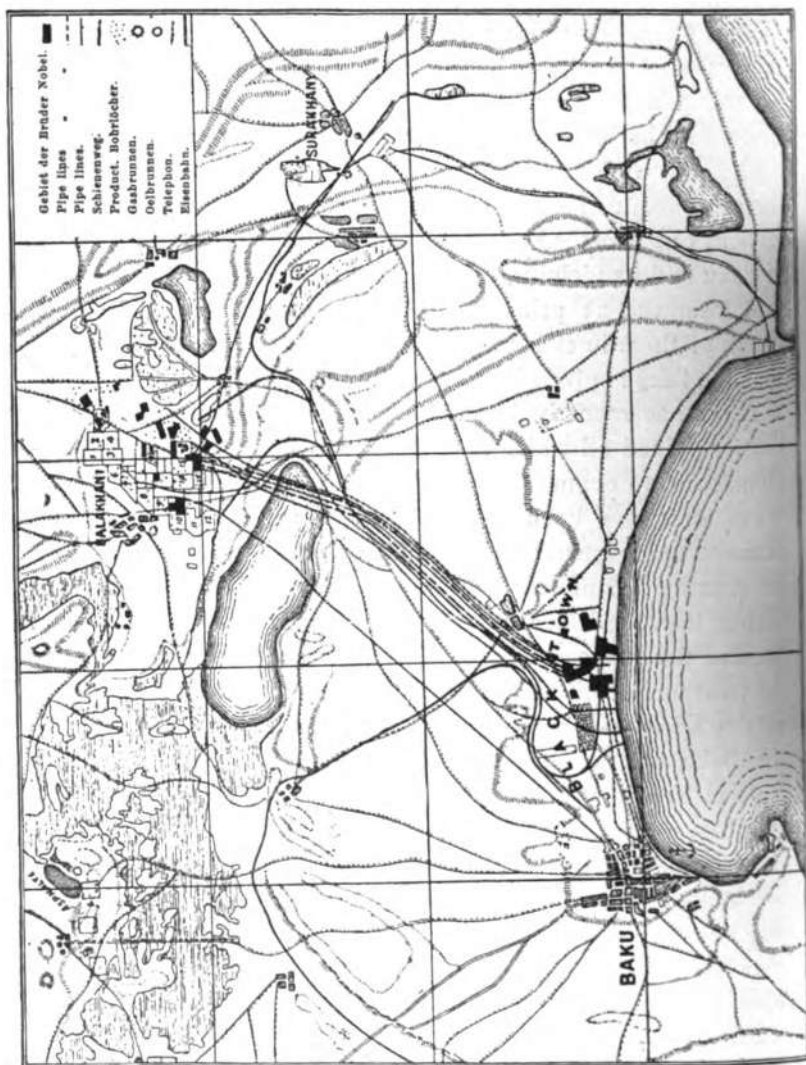 Gebiet der Brüder Nobel.
Pipe lines " "
Pipe lines.
Schienenweg.
Product. Bohrlöcher.
Gasbrunnen.
Oelbrunnen.
Telephon.
Eisenbahn.
SURAKHANI
BALAKHANI
BLACK TOWN
BAKU